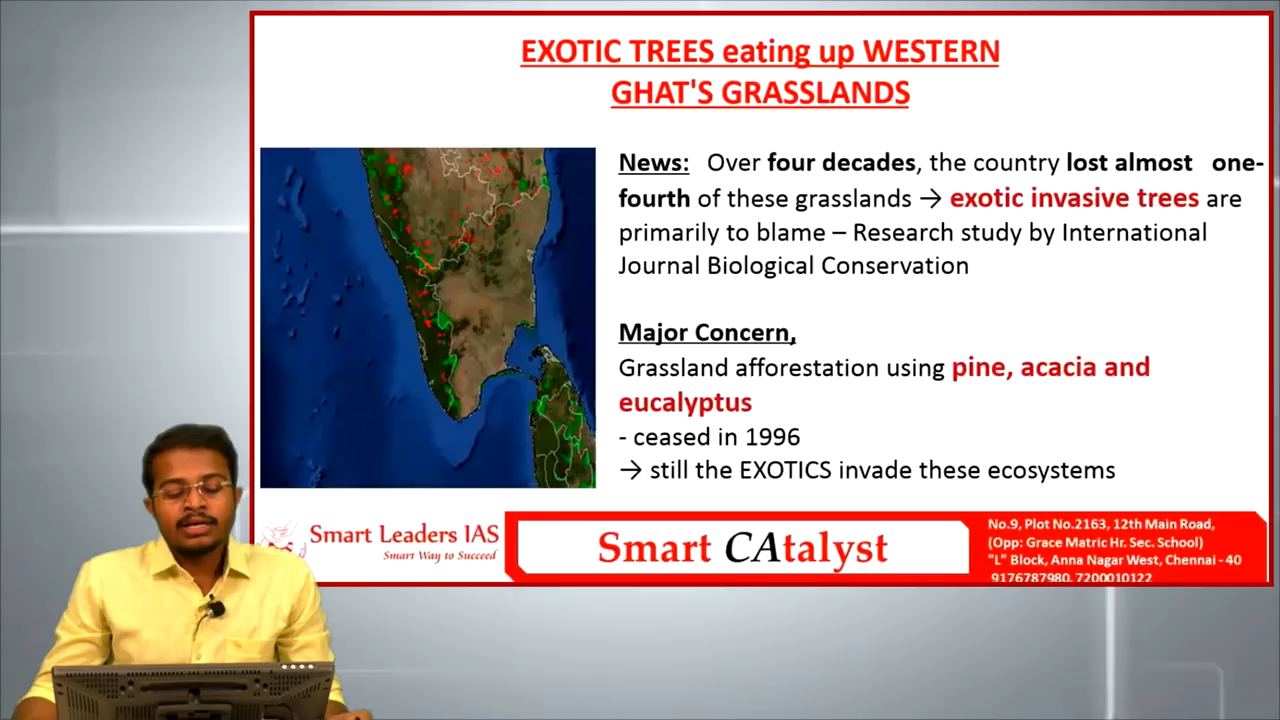 EXOTIC TREES eating up WESTERN
GHAT'S GRASSLANDS
News: Over four decades, the country lost almost one-
fourth of these grasslands → exotic invasive trees are
primarily to blame – Research study by International
Journal Biological Conservation
Major Concern,
Grassland afforestation using pine, acacia and
eucalyptus
- ceased in 1996
→ still the EXOTICS invade these ecosystems
Smart Leaders IAS
Smart Way to Succeed
Smart CAtalyst
No.9, Plot No.2163, 12th Main Road,
(Opp: Grace Matric Hr. Sec. School)
"L" Block, Anna Nagar West, Chennai - 40
9176787980, 7200010122